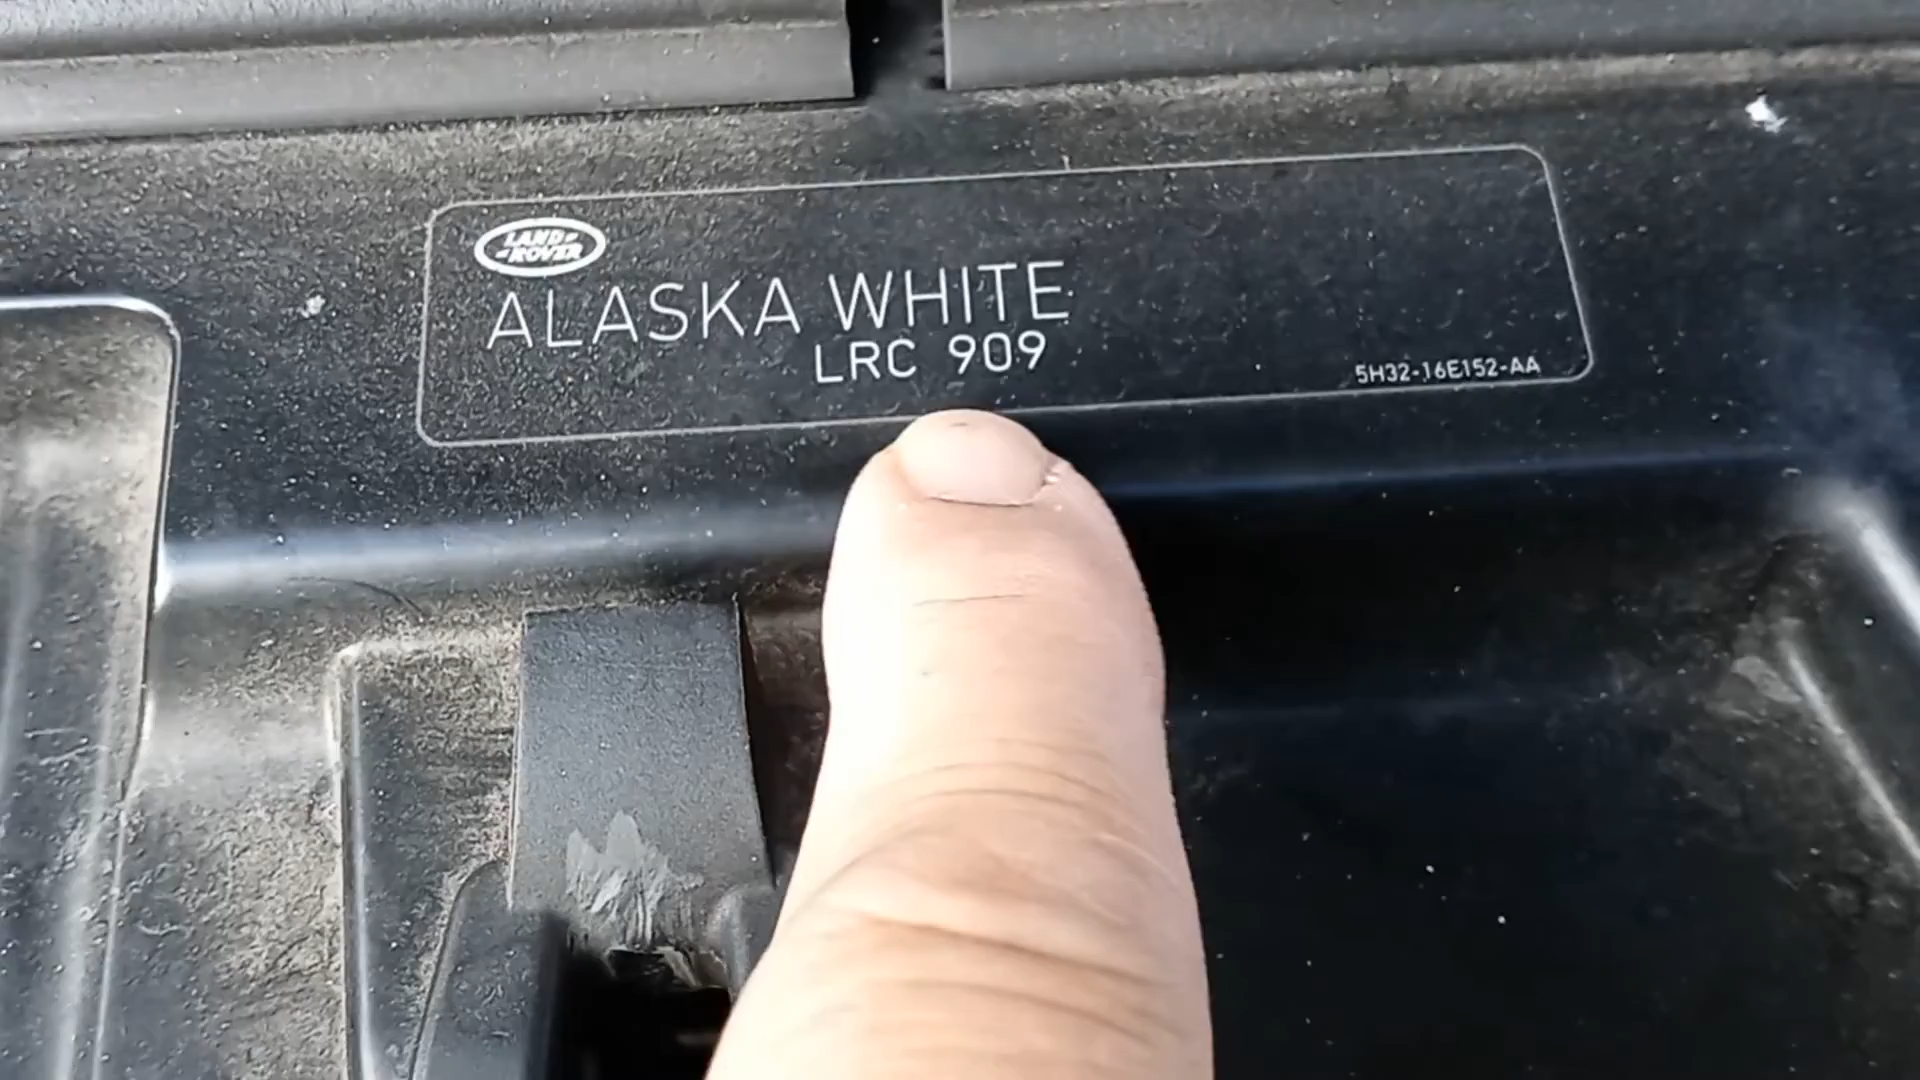 LAND-
-ROVER
ALASKA WHITE
LRC 909
5H32-16E152-AA